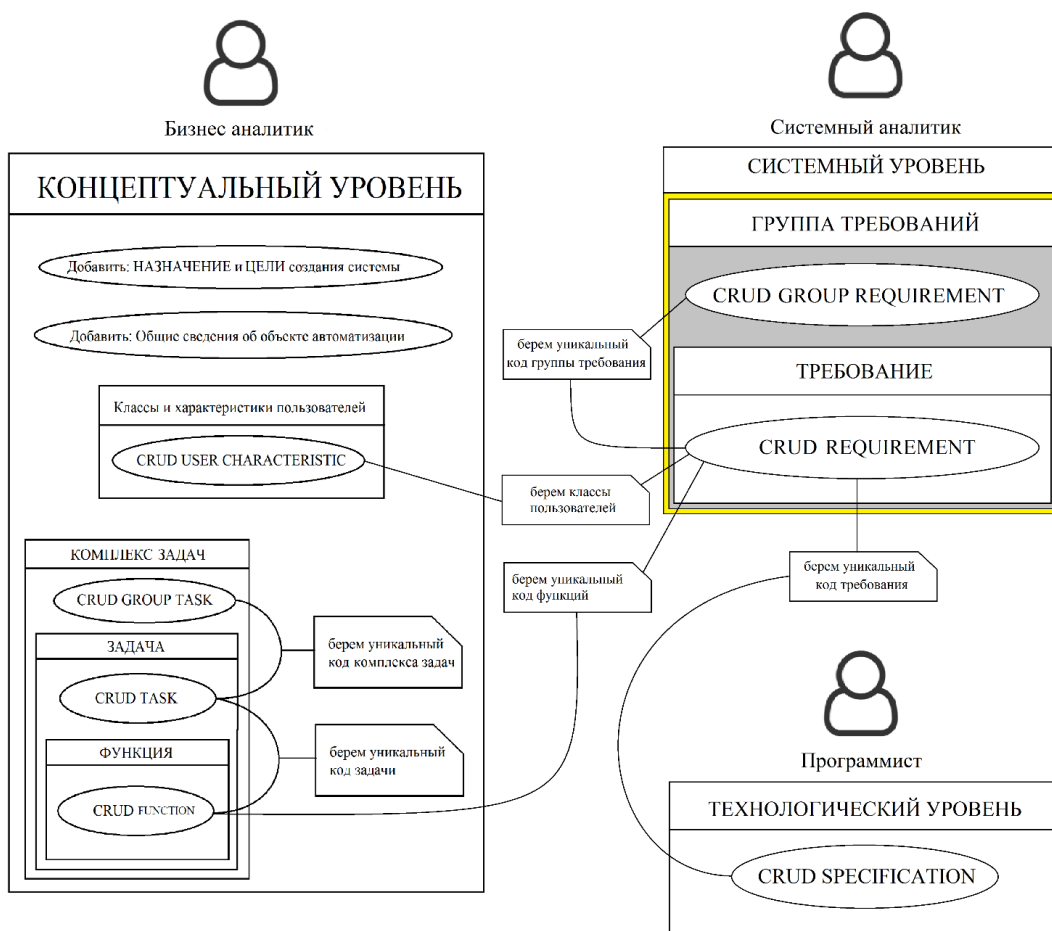 Бизнес аналитик
КОНЦЕПТУАЛЬНЫЙ УРОВЕНЬ
Добавить: НАЗНАЧЕНИЕ и ЦЕЛИ создания системы
Добавить: Общие сведения об объекте автоматизации
Классы и характеристики пользователей
CRUD USER CHARACTERISTIC
КОМПЛЕКС ЗАДАЧ
CRUD GROUP TASK
ЗАДАЧА
CRUD TASK
ФУНКЦИЯ
CRUD FUNCTION
берем уникальный
код комплекса задач
берем уникальный
код задачи
берем уникальный
код группы требования
берем классы
пользователей
берем уникальный
код функций
Системный аналитик
СИСТЕМНЫЙ УРОВЕНЬ
ГРУППА ТРЕБОВАНИЙ
CRUD GROUP REQUIREMENT
ТРЕБОВАНИЕ
CRUD REQUIREMENT
берем уникальный
код требования
Программист
ТЕХНОЛОГИЧЕСКИЙ УРОВЕНЬ
CRUD SPECIFICATION